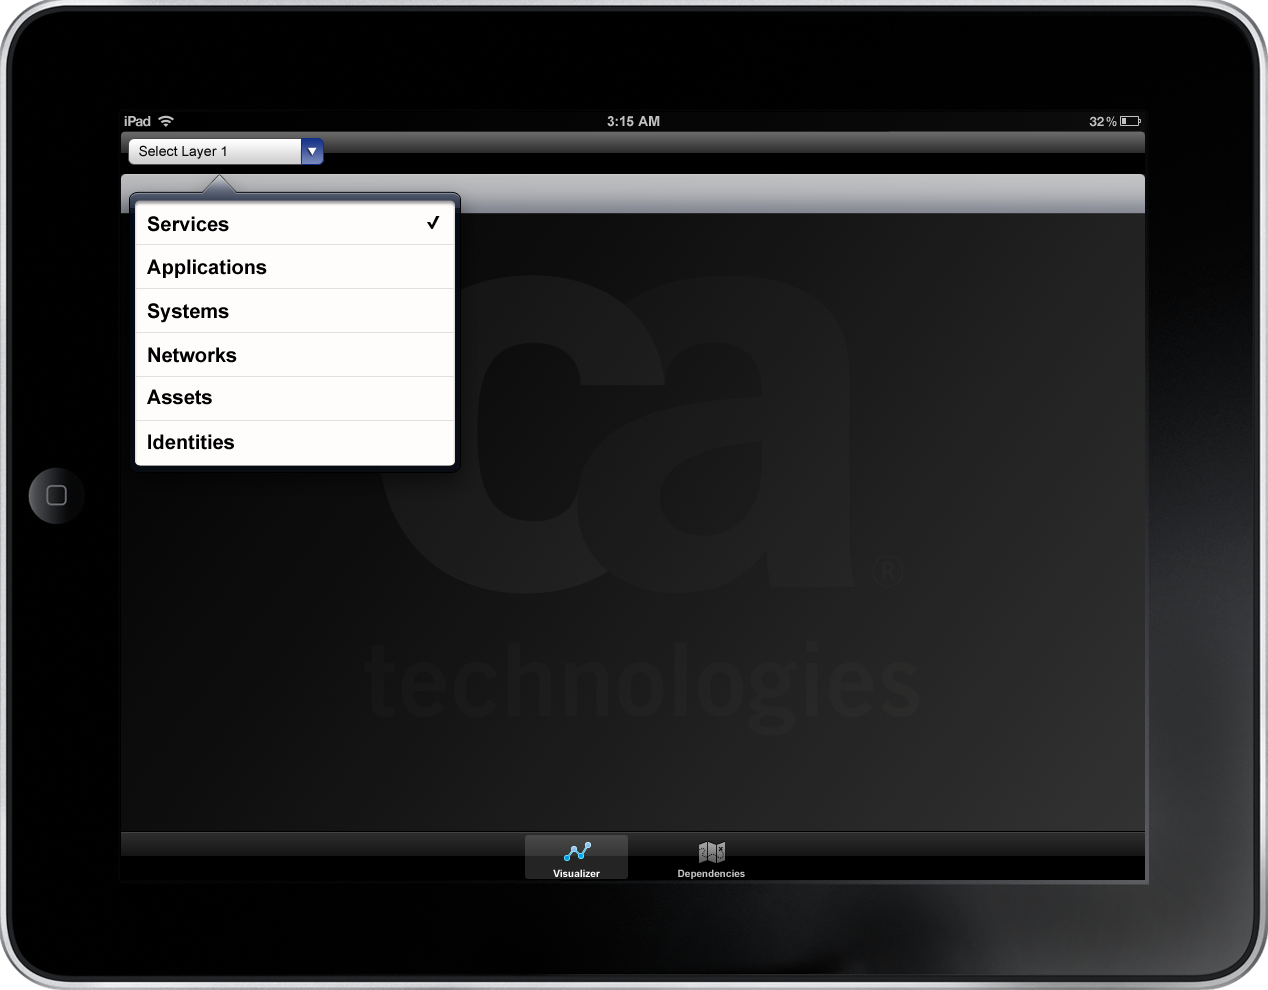 iPad
3:15 AM
32%
Select Layer 1
Services
Applications
Systems
Networks
Assets
Identities
ca
®
technologies
Visualizer
Dependencies